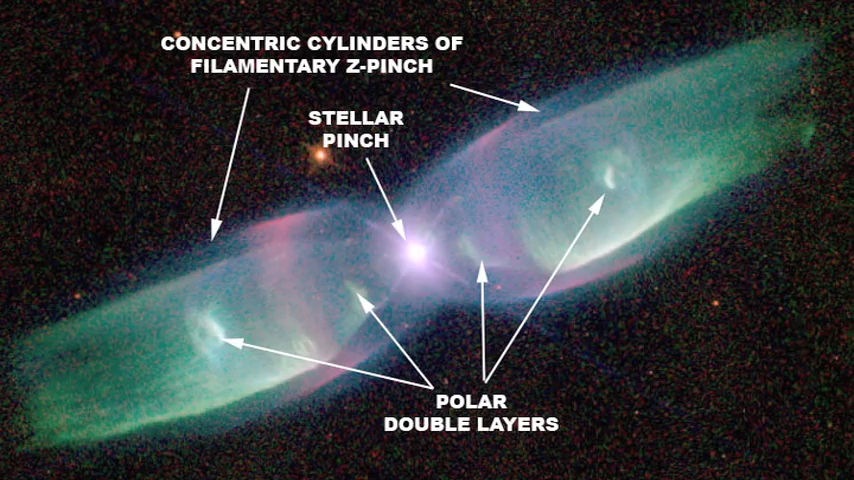 CONCENTRIC CYLINDERS OF
FILAMENTARY Z-PINCH
STELLAR
PINCH
POLAR
DOUBLE LAYERS